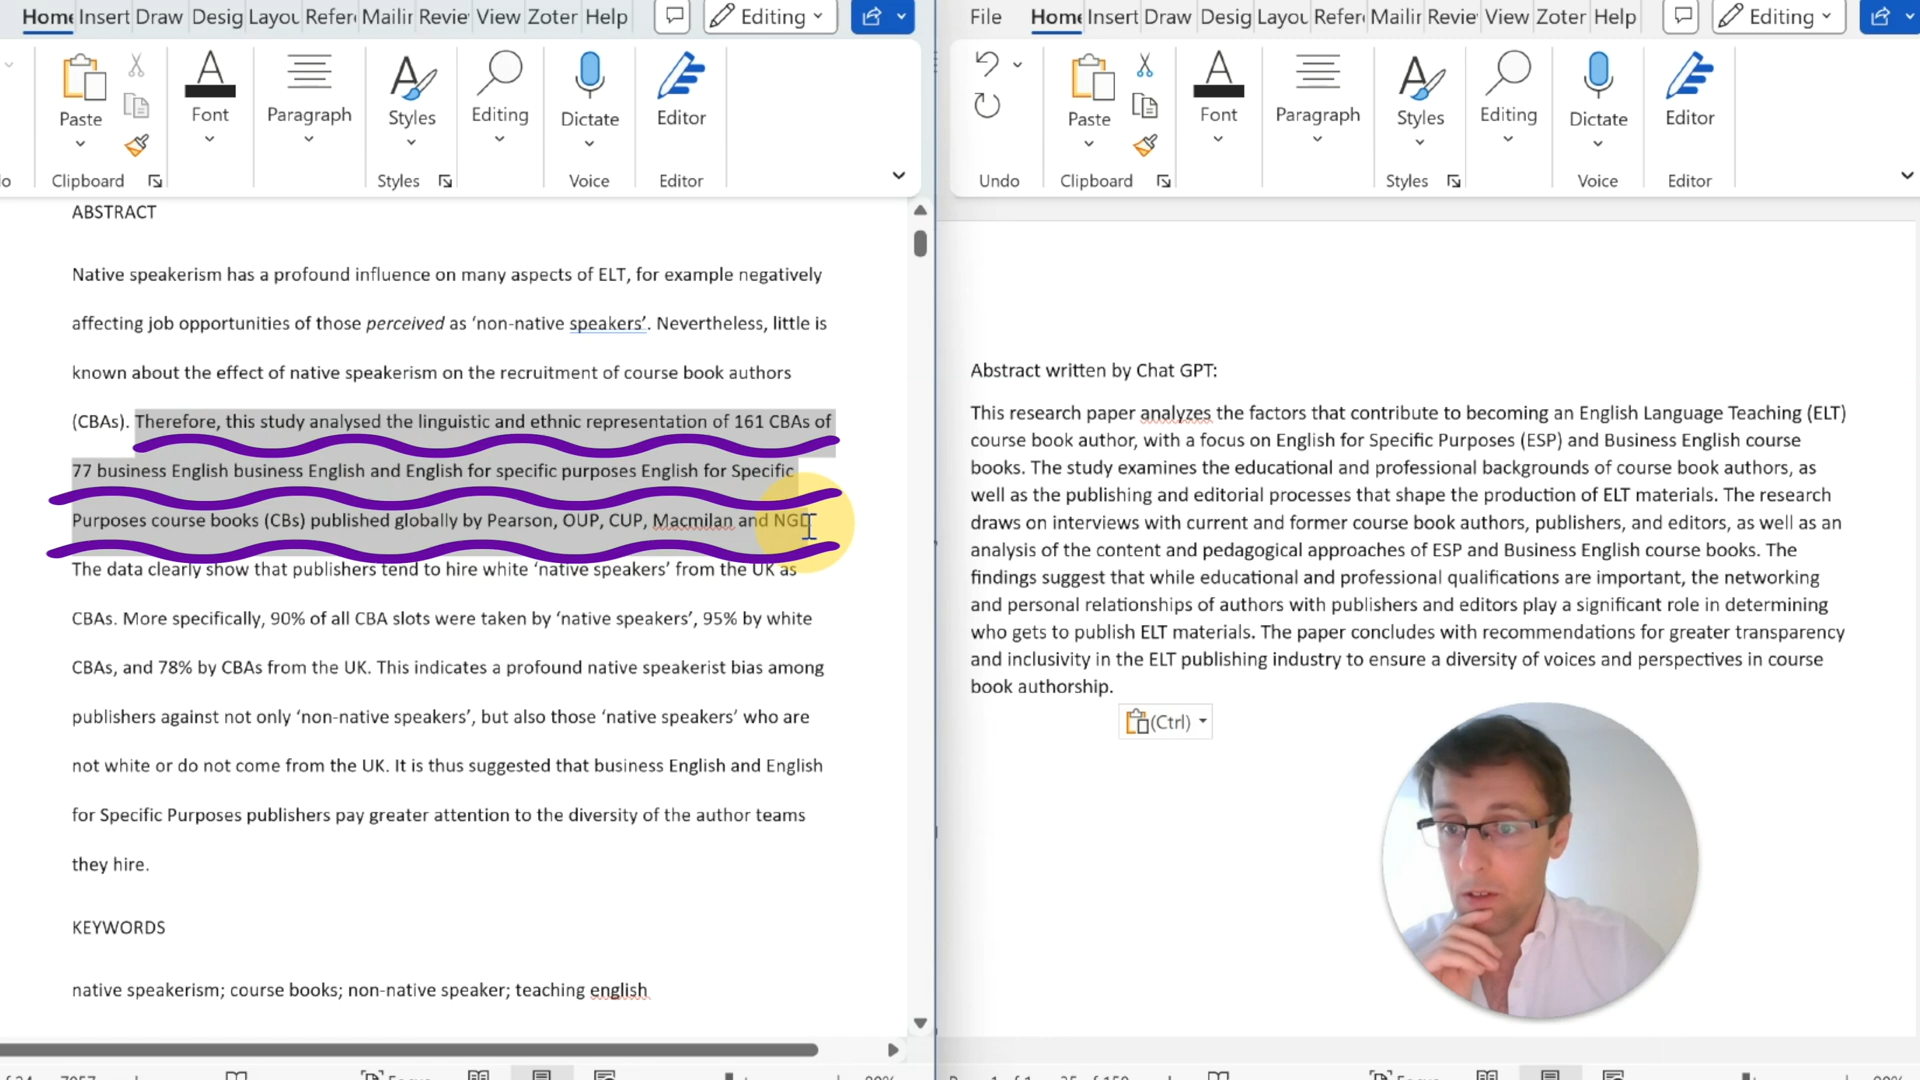 Home Insert Draw Desig Layou Referen Mailir Revie View Zoter Help
Editing
Paste
Font
Paragraph
Styles
Editing
Dictate
Editor
Clipboard
Styles
Voice
Editor
ABSTRACT
Native speakerism has a profound influence on many aspects of ELT, for example negatively
affecting job opportunities of those perceived as ‘non-native speakers’. Nevertheless, little is
known about the effect of native speakerism on the recruitment of course book authors
(CBAs). Therefore, this study analysed the linguistic and ethnic representation of 161 CBAs of
77 business English business English and English for specific purposes English for Specific
Purposes course books (CBs) published globally by Pearson, OUP, CUP, Macmilan and NGL
The data clearly show that publishers tend to hire white ‘native speakers’ from the UK as
CBAs. More specifically, 90% of all CBA slots were taken by ‘native speakers’, 95% by white
CBAs, and 78% by CBAs from the UK. This indicates a profound native speakerist bias among
publishers against not only ‘non-native speakers’, but also those ‘native speakers’ who are
not white or do not come from the UK. It is thus suggested that business English and English
for Specific Purposes publishers pay greater attention to the diversity of the author teams
they hire.
KEYWORDS
native speakerism; course books; non-native speaker; teaching english
File Home Insert Draw Desig Layou Referen Mailir Revie View Zoter Help
Editing
Paste
Font
Paragraph
Styles
Editing
Dictate
Editor
Undo
Clipboard
Styles
Voice
Editor
Abstract written by Chat GPT:
This research paper analyzes the factors that contribute to becoming an English Language Teaching (ELT)
course book author, with a focus on English for Specific Purposes (ESP) and Business English course
books. The study examines the educational and professional backgrounds of course book authors, as
well as the publishing and editorial processes that shape the production of ELT materials. The research
draws on interviews with current and former course book authors, publishers, and editors, as well as an
analysis of the content and pedagogical approaches of ESP and Business English course books. The
findings suggest that while educational and professional qualifications are important, the networking
and personal relationships of authors with publishers and editors play a significant role in determining
who gets to publish ELT materials. The paper concludes with recommendations for greater transparency
and inclusivity in the ELT publishing industry to ensure a diversity of voices and perspectives in course
book authorship.
(Ctrl)